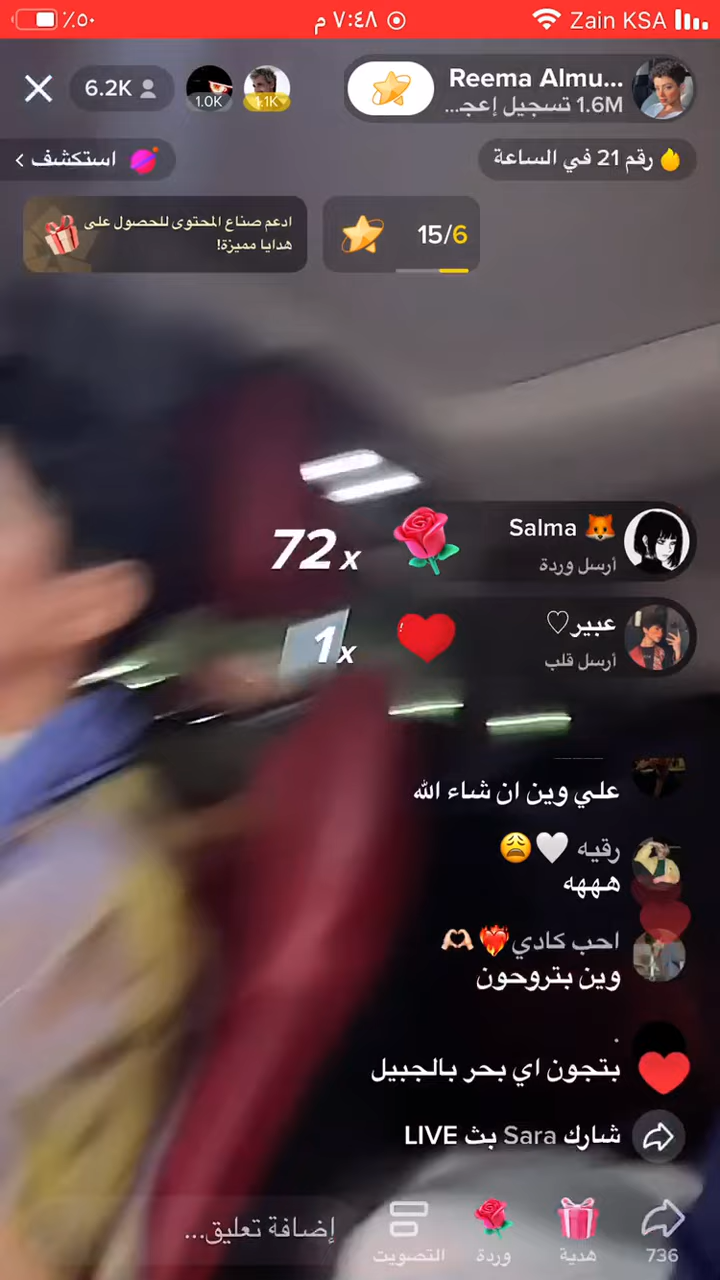 ٪٥٠
٧:٤٨ م
Zain KSA
6.2K
1.0K
1.1K
Reema Almu...
1.6M تسجيل إعجـ...
استكشف
رقم 21 في الساعة
ادعم صناع المحتوى للحصول على
هدايا مميزة!
15/6
72x
Salma 🦊
أرسل وردة
1x
عبير♡
أرسل قلب
علي وين ان شاء الله
رقيه 🤍😩
هههه
احب كادي❤️‍🔥🫶🏻
وين بتروحون
.
بتجون اي بحر بالجبيل
شارك Sara بث LIVE
إضافة تعليق...
التصويت
وردة
هدية
736